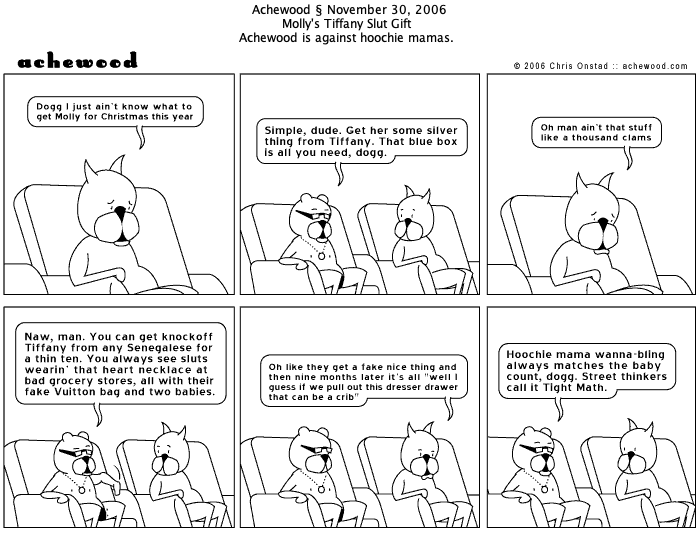 Achewood § November 30, 2006
Molly's Tiffany Slut Gift
Achewood is against hoochie mamas.
achewood
© 2006 Chris Onstad :: achewood.com
Dogg I just ain't know what to
get Molly for Christmas this year
Simple, dude. Get her some silver
thing from Tiffany. That blue box
is all you need, dogg.
Oh man ain't that stuff
like a thousand clams
Naw, man. You can get knockoff
Tiffany from any Senegalese for
a thin ten. You always see sluts
wearin' that heart necklace at
bad grocery stores, all with their
fake Vuitton bag and two babies.
Oh like they get a fake nice thing and
then nine months later it's all "well I
guess if we pull out this dresser drawer
that can be a crib"
Hoochie mama wanna-bling
always matches the baby
count, dogg. Street thinkers
call it Tight Math.